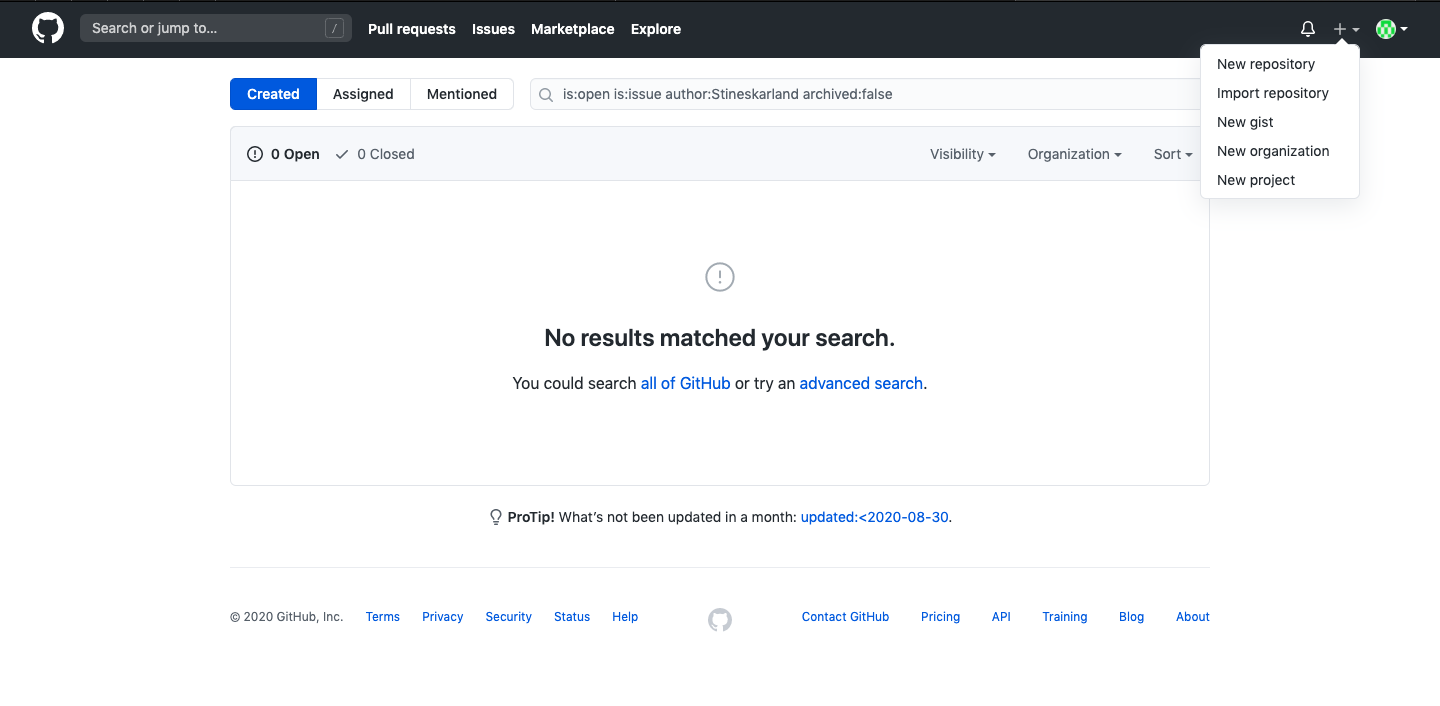 Search or jump to... /
Pull requests Issues Marketplace Explore
New repository
Import repository
New gist
New organization
New project
Created Assigned Mentioned
is:open is:issue author:Stineskarland archived:false
0 Open 0 Closed
Visibility Organization Sort
No results matched your search.
You could search all of GitHub or try an advanced search.
ProTip! What's not been updated in a month: updated:<2020-08-30.
© 2020 GitHub, Inc. Terms Privacy Security Status Help
Contact GitHub Pricing API Training Blog About